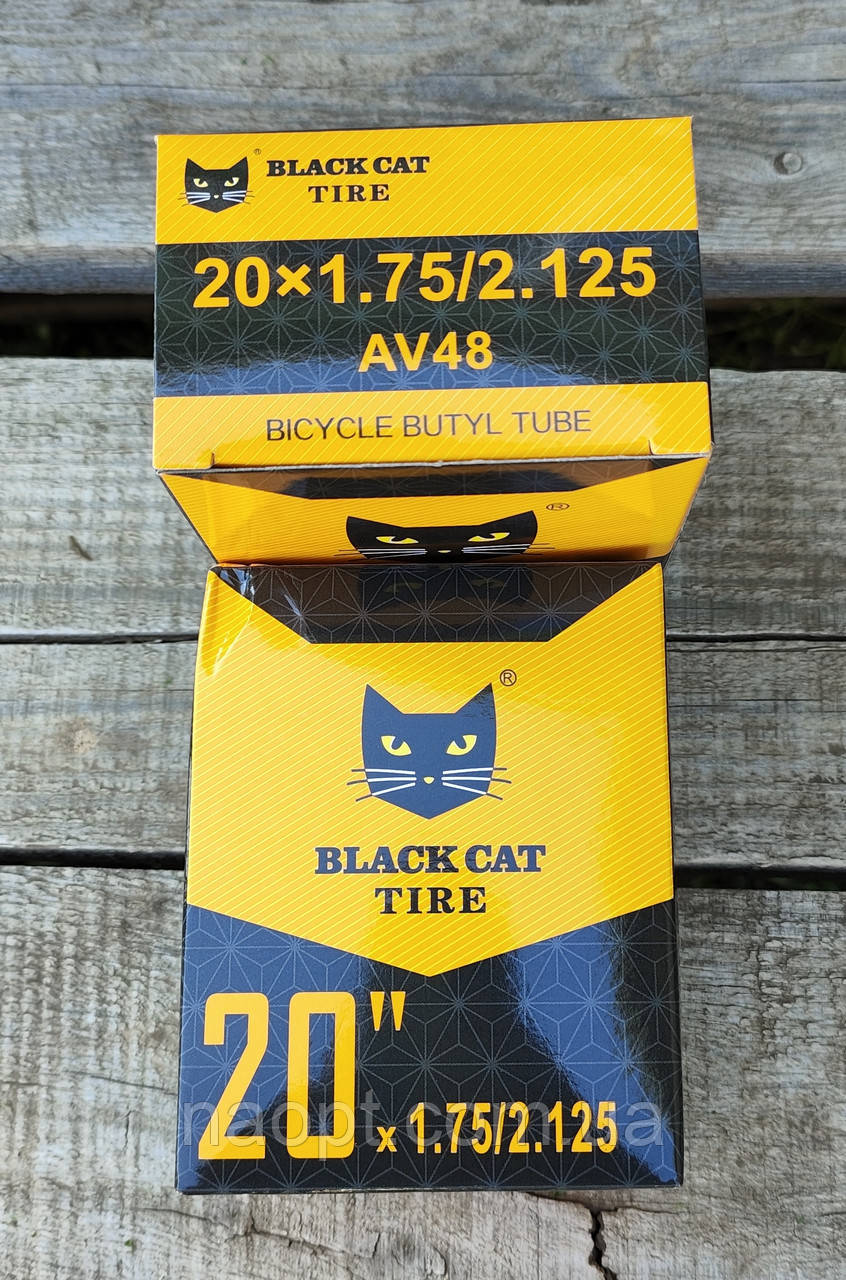 ® BLACK CAT
TIRE
20×1.75/2.125
AV48
BICYCLE BUTYL TUBE
®
®
BLACK CAT
TIRE
20"
x 1.75/2.125
naopt.com.ua